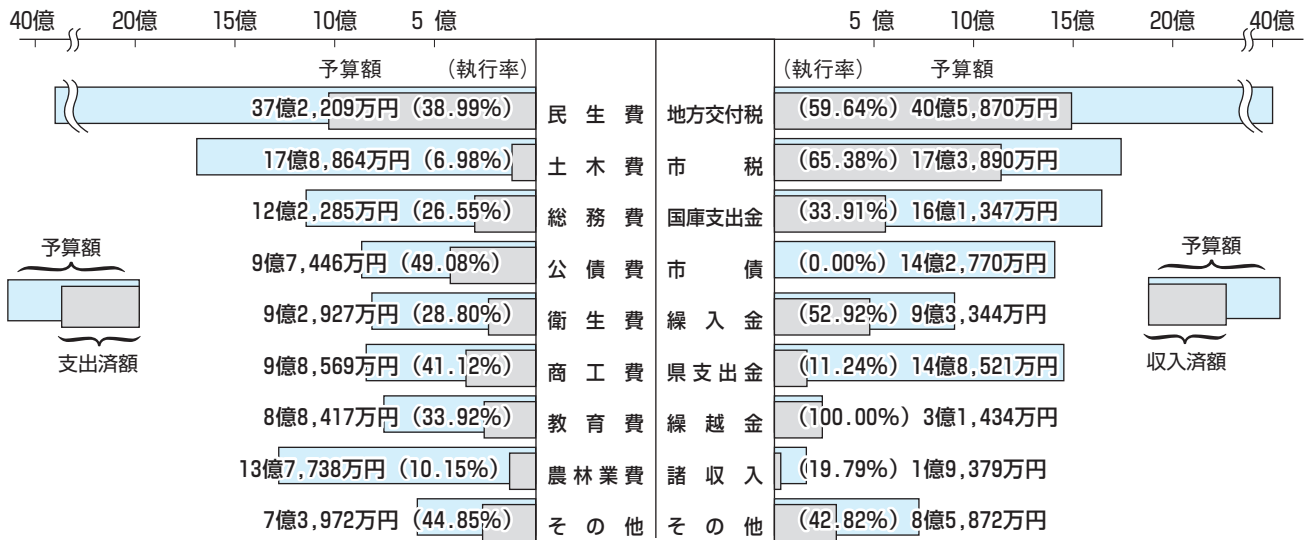 40億 20億 15億 10億 5 億 5 億 10億 15億 20億 40億
予算額 (執行率) (執行率) 予算額
37億2,209万円 (38.99%) 民生費 地方交付税 (59.64%) 40億5,870万円
17億8,864万円 (6.98%) 土木費 市税 (65.38%) 17億3,890万円
12億2,285万円 (26.55%) 総務費 国庫支出金 (33.91%) 16億1,347万円
予算額 9億7,446万円 (49.08%) 公債費 市債 (0.00%) 14億2,770万円 予算額
9億2,927万円 (28.80%) 衛生費 繰入金 (52.92%) 9億3,344万円
支出済額 9億8,569万円 (41.12%) 商工費 県支出金 (11.24%) 14億8,521万円 収入済額
8億8,417万円 (33.92%) 教育費 繰越金 (100.00%) 3億1,434万円
13億7,738万円 (10.15%) 農林業費 諸収入 (19.79%) 1億9,379万円
7億3,972万円 (44.85%) その他 その他 (42.82%) 8億5,872万円